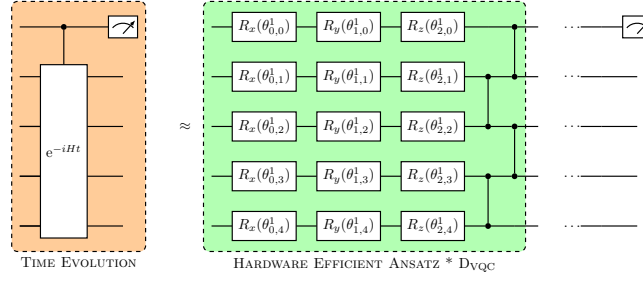 R_x(θ^1_{0,0}) R_y(θ^1_{1,0}) R_z(θ^1_{2,0}) ...
R_x(θ^1_{0,1}) R_y(θ^1_{1,1}) R_z(θ^1_{2,1}) ...
e^{-iHt} ≈ R_x(θ^1_{0,2}) R_y(θ^1_{1,2}) R_z(θ^1_{2,2}) ...
R_x(θ^1_{0,3}) R_y(θ^1_{1,3}) R_z(θ^1_{2,3}) ...
R_x(θ^1_{0,4}) R_y(θ^1_{1,4}) R_z(θ^1_{2,4}) ...
TIME EVOLUTION HARDWARE EFFICIENT ANSATZ * D_{VQC}